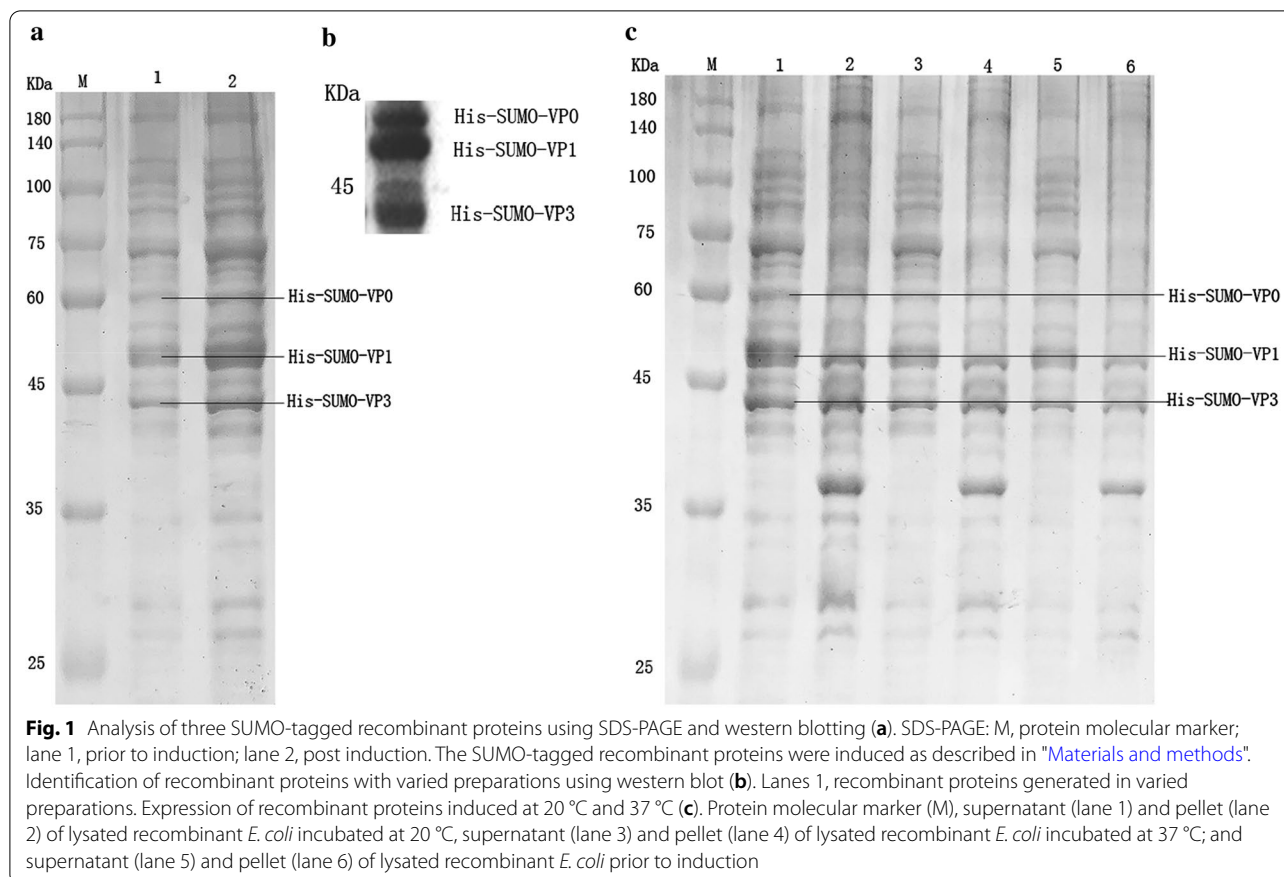 a
KDa M 1 2
180
140
100
75
60
45
35
25
His-SUMO-VP0
His-SUMO-VP1
His-SUMO-VP3
b
KDa
45
His-SUMO-VP0
His-SUMO-VP1
His-SUMO-VP3
c
KDa M 1 2 3 4 5 6
180
140
100
75
60
45
35
25
His-SUMO-VP0
His-SUMO-VP1
His-SUMO-VP3
Fig. 1 Analysis of three SUMO-tagged recombinant proteins using SDS-PAGE and western blotting (a). SDS-PAGE: M, protein molecular marker;
lane 1, prior to induction; lane 2, post induction. The SUMO-tagged recombinant proteins were induced as described in "Materials and methods".
Identification of recombinant proteins with varied preparations using western blot (b). Lanes 1, recombinant proteins generated in varied
preparations. Expression of recombinant proteins induced at 20 °C and 37 °C (c). Protein molecular marker (M), supernatant (lane 1) and pellet (lane
2) of lysated recombinant E. coli incubated at 20 °C, supernatant (lane 3) and pellet (lane 4) of lysated recombinant E. coli incubated at 37 °C; and
supernatant (lane 5) and pellet (lane 6) of lysated recombinant E. coli prior to induction